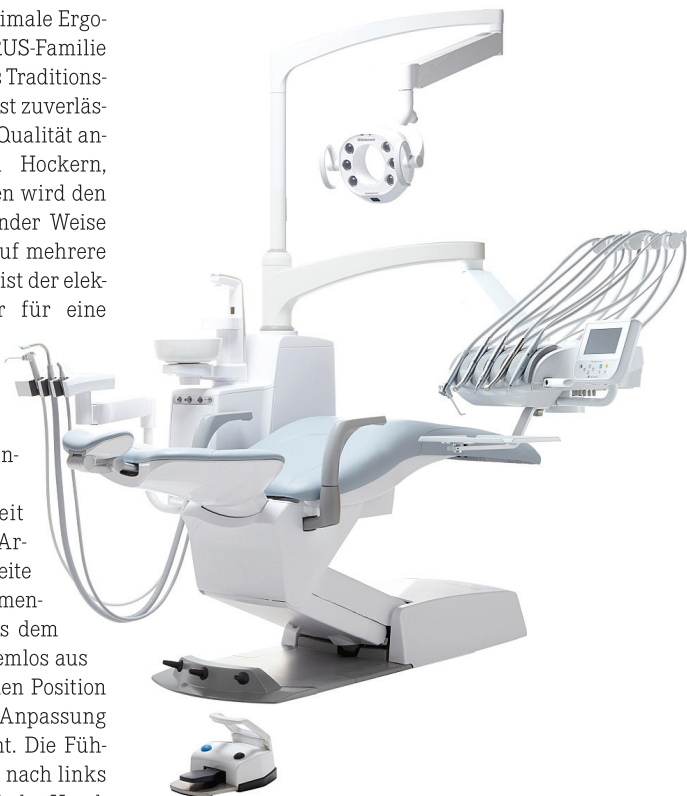 imale Ergo-
RUS-Familie
s Traditions-
st zuverläs-
Qualität an-
Hockern,
en wird den
nder Weise
uf mehrere
ist der elek-
r für eine
n-
eit
Ar-
eite
men-
s dem
emlos aus
en Position
Anpassung
nt. Die Füh-
nach links